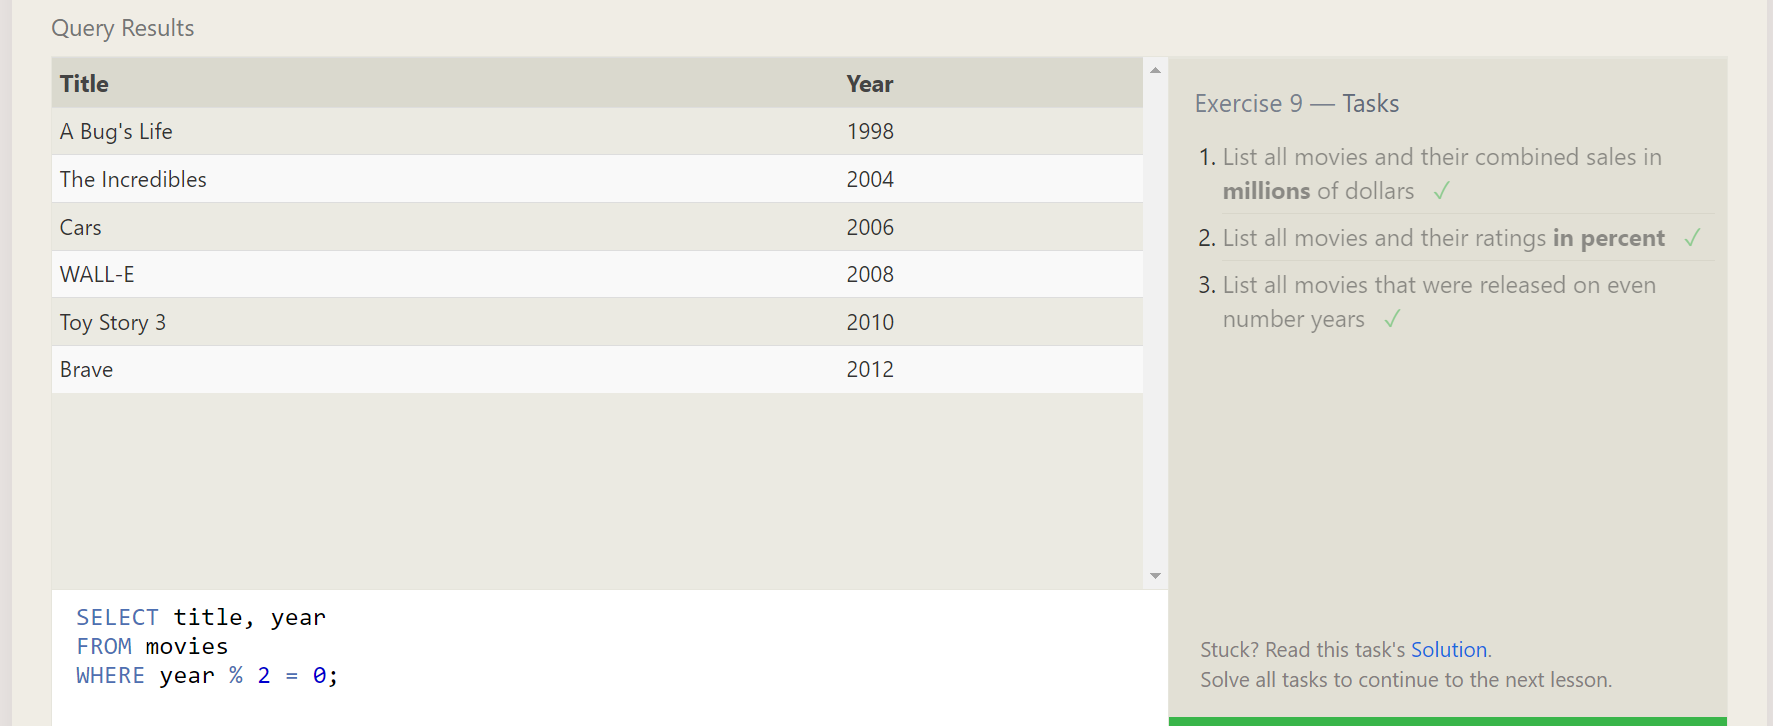 Query Results
Title Year
A Bug's Life 1998
The Incredibles 2004
Cars 2006
WALL-E 2008
Toy Story 3 2010
Brave 2012
SELECT title, year
FROM movies
WHERE year % 2 = 0;
Exercise 9 — Tasks
1. List all movies and their combined sales in
millions of dollars ✓
2. List all movies and their ratings in percent ✓
3. List all movies that were released on even
number years ✓
Stuck? Read this task's Solution.
Solve all tasks to continue to the next lesson.